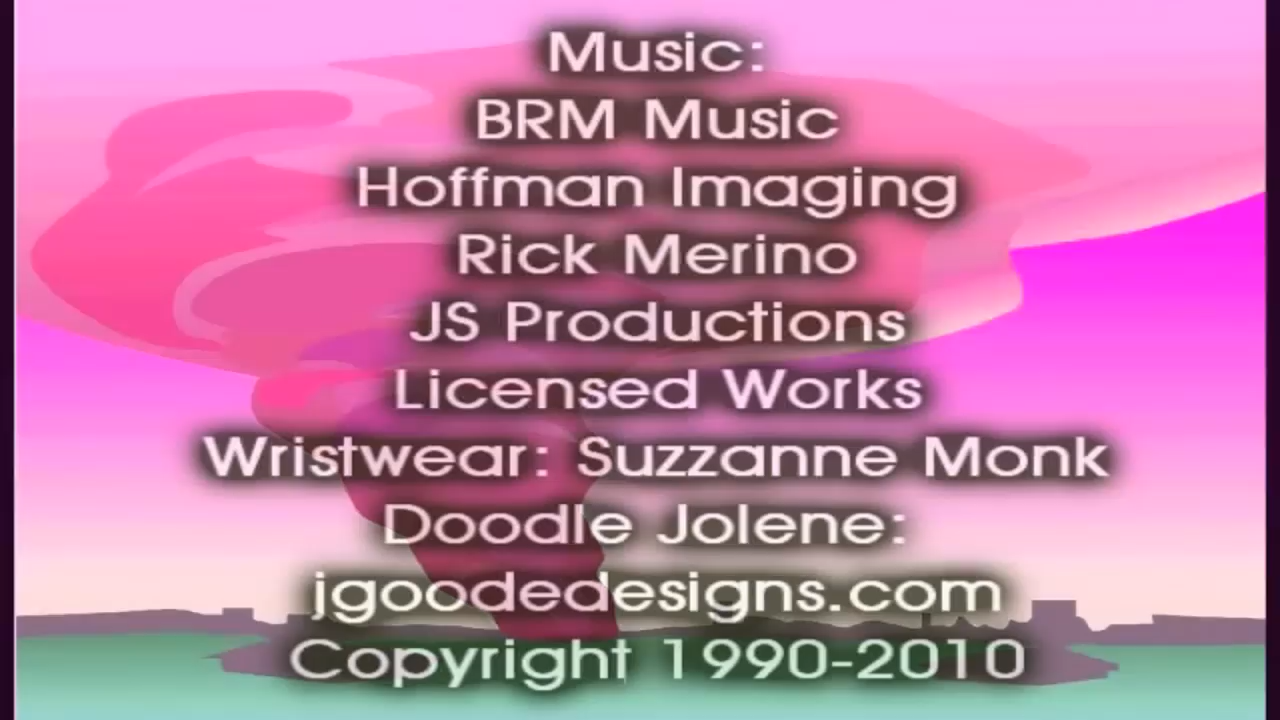 Music:
BRM Music
Hoffman Imaging
Rick Merino
JS Productions
Licensed Works
Wristwear: Suzzanne Monk
Doodle Jolene:
jgoodedesigns.com
Copyright 1990-2010